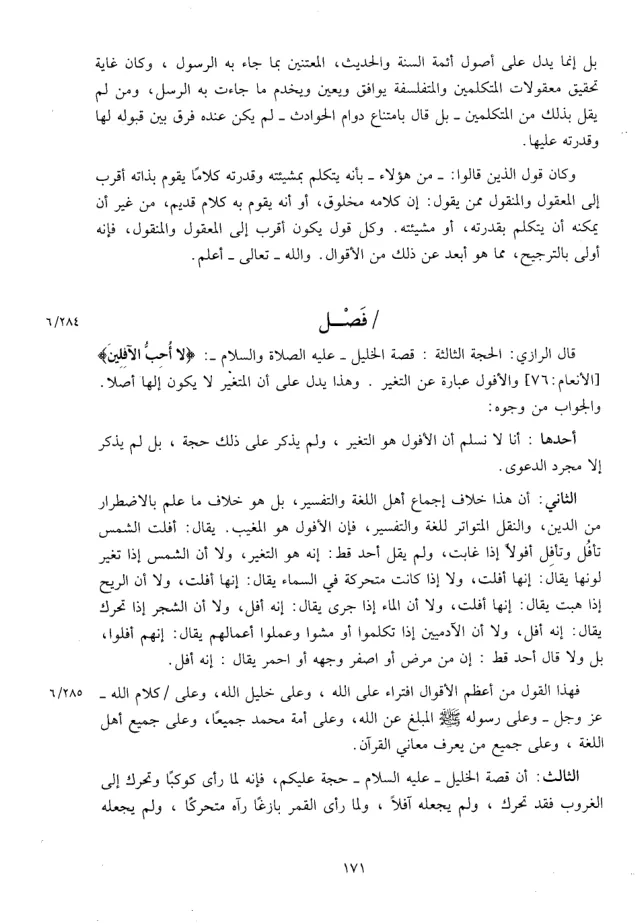 بل إنما يدل على أصول أئمة السنة والحديث، المعتنين بما جاء به الرسول ، وكان غاية
تحقيق معقولات المتكلمين والمتفلسفة يوافق ويعين ويخدم ما جاءت به الرسل، ومن لم
يقل بذلك من المتكلمين ـ بل قال بامتناع دوام الحوادث ـ لم يكن عنده فرق بين قبوله لها
وقدرته عليها.
وكان قول الذين قالوا: ـ من هؤلاء ـ بأنه يتكلم بمشيئته وقدرته كلامًا يقوم بذاته أقرب
إلى المعقول والمنقول ممن يقول: إن كلامه مخلوق، أو أنه يقوم به كلام قديم، من غير أن
يمكنه أن يتكلم بقدرته، أو مشيئته. وكل قول يكون أقرب إلى المعقول والمنقول، فإنه
أولى بالترجيح، مما هو أبعد عن ذلك من الأقوال. والله ـ تعالى ـ أعلم.
/ فَصْـل
٦/٢٨٤
قال الرازي: الحجة الثالثة : قصة الخليل ـ عليه الصلاة والسلام ـ: ﴿لا أُحِبُّ الآفِلِينَ﴾
[الأنعام:٧٦] والأفول عبارة عن التغير . وهذا يدل على أن المتغيّر لا يكون إلها أصلا.
والجواب من وجوه:
أحدها : أنا لا نسلم أن الأفول هو التغير ، ولم يذكر على ذلك حجة ، بل لم يذكر
إلا مجرد الدعوى.
الثاني: أن هذا خلاف إجماع أهل اللغة والتفسير، بل هو خلاف ما علم بالاضطرار
من الدين، والنقل المتواتر للغة والتفسير، فإن الأفول هو المغيب. يقال: أفلت الشمس
تأفُل وتأفِل أفولاً إذا غابت، ولم يقل أحد قط: إنه هو التغير، ولا أن الشمس إذا تغير
لونها يقال: إنها أفلت، ولا إذا كانت متحركة في السماء يقال: إنها أفلت، ولا أن الريح
إذا هبت يقال: إنها أفلت، ولا أن الماء إذا جرى يقال: إنه أفل، ولا أن الشجر إذا تحرك
يقال: إنه أفل، ولا أن الآدميين إذا تكلموا أو مشوا وعملوا أعمالهم يقال: إنهم أفلوا،
بل ولا قال أحد قط : إن من مرض أو اصفر وجهه أو احمر يقال : إنه أفل.
فهذا القول من أعظم الأقوال افتراء على الله ، وعلى خليل الله، وعلى / كلام الله ـ
٦/٢٨٥
عز وجل ـ وعلى رسوله ﷺ المبلغ عن الله، وعلى أمة محمد جميعًا، وعلى جميع أهل
اللغة ، وعلى جميع من يعرف معاني القرآن.
الثالث: أن قصة الخليل ـ عليه السلام ـ حجة عليكم، فإنه لما رأى كوكبًا وتحرك إلى
الغروب فقد تحرك ، ولم يجعله آفلاً ، ولما رأى القمر بازغًا رآه متحركًا ، ولم يجعله
١٧١